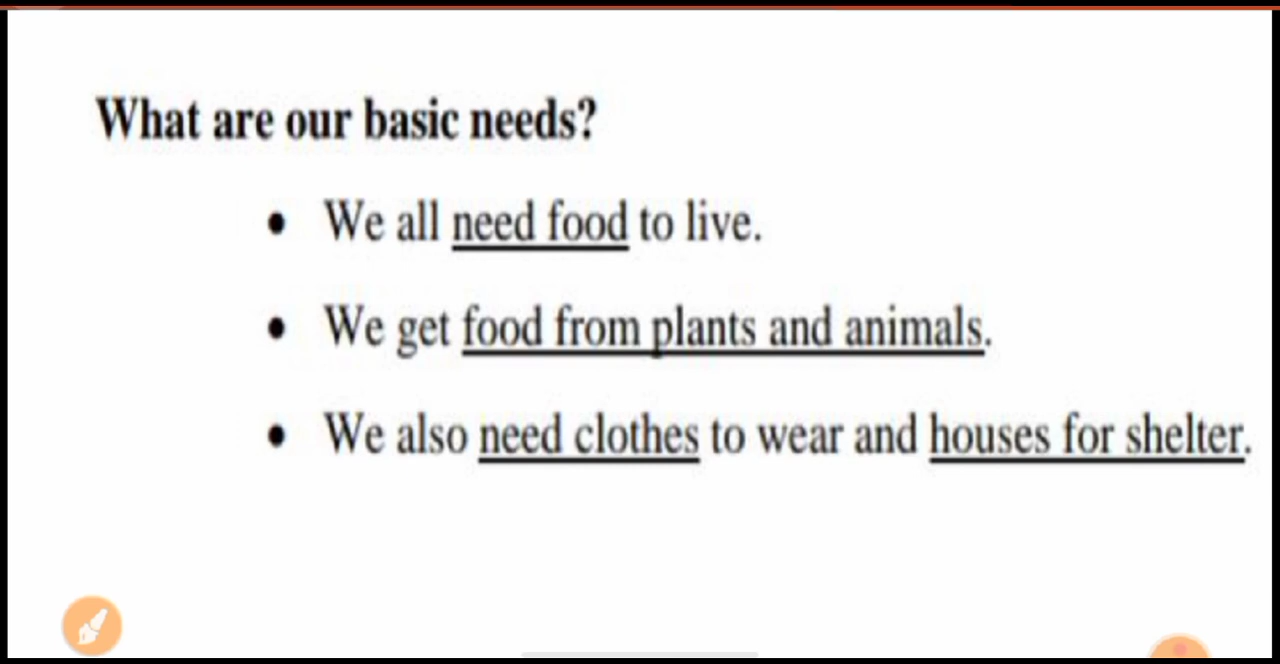 What are our basic needs?
• We all need food to live.
• We get food from plants and animals.
• We also need clothes to wear and houses for shelter.